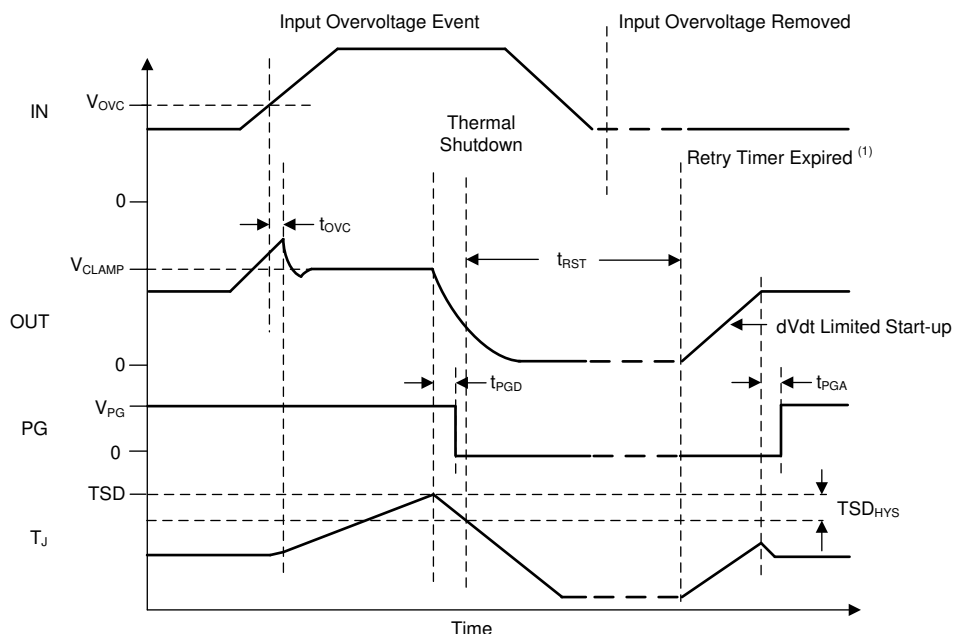 Input Overvoltage Event
Input Overvoltage Removed
IN
VOVC
Thermal
Shutdown
Retry Timer Expired (1)
0
tOVC
VCLAMP
tRST
OUT
dVdt Limited Start-up
0
tPGD
tPGA
VPG
PG
0
TSD
TSDHYS
TJ
Time